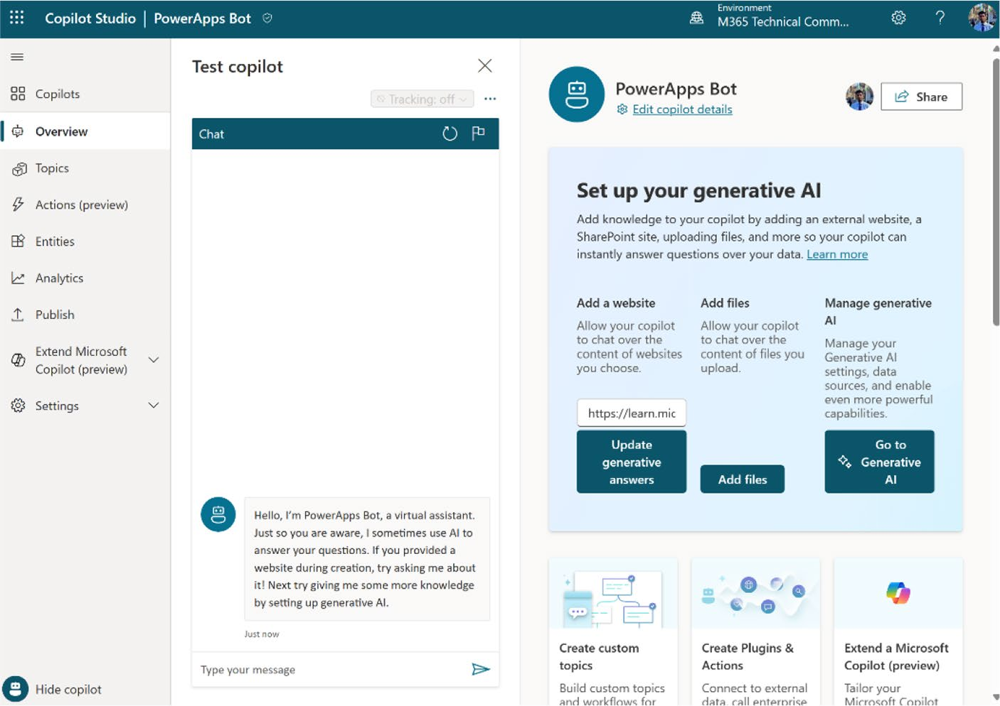 Copilot Studio | PowerApps Bot
Environment
M365 Technical Comm...
?
Copilots
Overview
Topics
Actions (preview)
Entities
Analytics
Publish
Extend Microsoft
Copilot (preview)
Settings
Hide copilot
Test copilot
Tracking: off
Chat
Hello, I'm PowerApps Bot, a virtual assistant.
Just so you are aware, I sometimes use AI to
answer your questions. If you provided a
website during creation, try asking me about
it! Next try giving me some more knowledge
by setting up generative AI.
Just now
Type your message
PowerApps Bot
Edit copilot details
Share
Set up your generative AI
Add knowledge to your copilot by adding an external website, a
SharePoint site, uploading files, and more so your copilot can
instantly answer questions over your data. Learn more
Add a website
Allow your copilot
to chat over the
content of websites
you choose.
https://learn.mic
Update
generative
answers
Add files
Allow your copilot
to chat over the
content of files you
upload.
Add files
Manage generative
AI
Manage your
Generative AI
settings, data
sources, and enable
even more powerful
capabilities.
Go to
Generative
AI
Create custom
topics
Build custom topics
and workflows for
Create Plugins &
Actions
Connect to external
data, call enterprise
Extend a Microsoft
Copilot (preview)
Tailor your
Microsoft Copilot